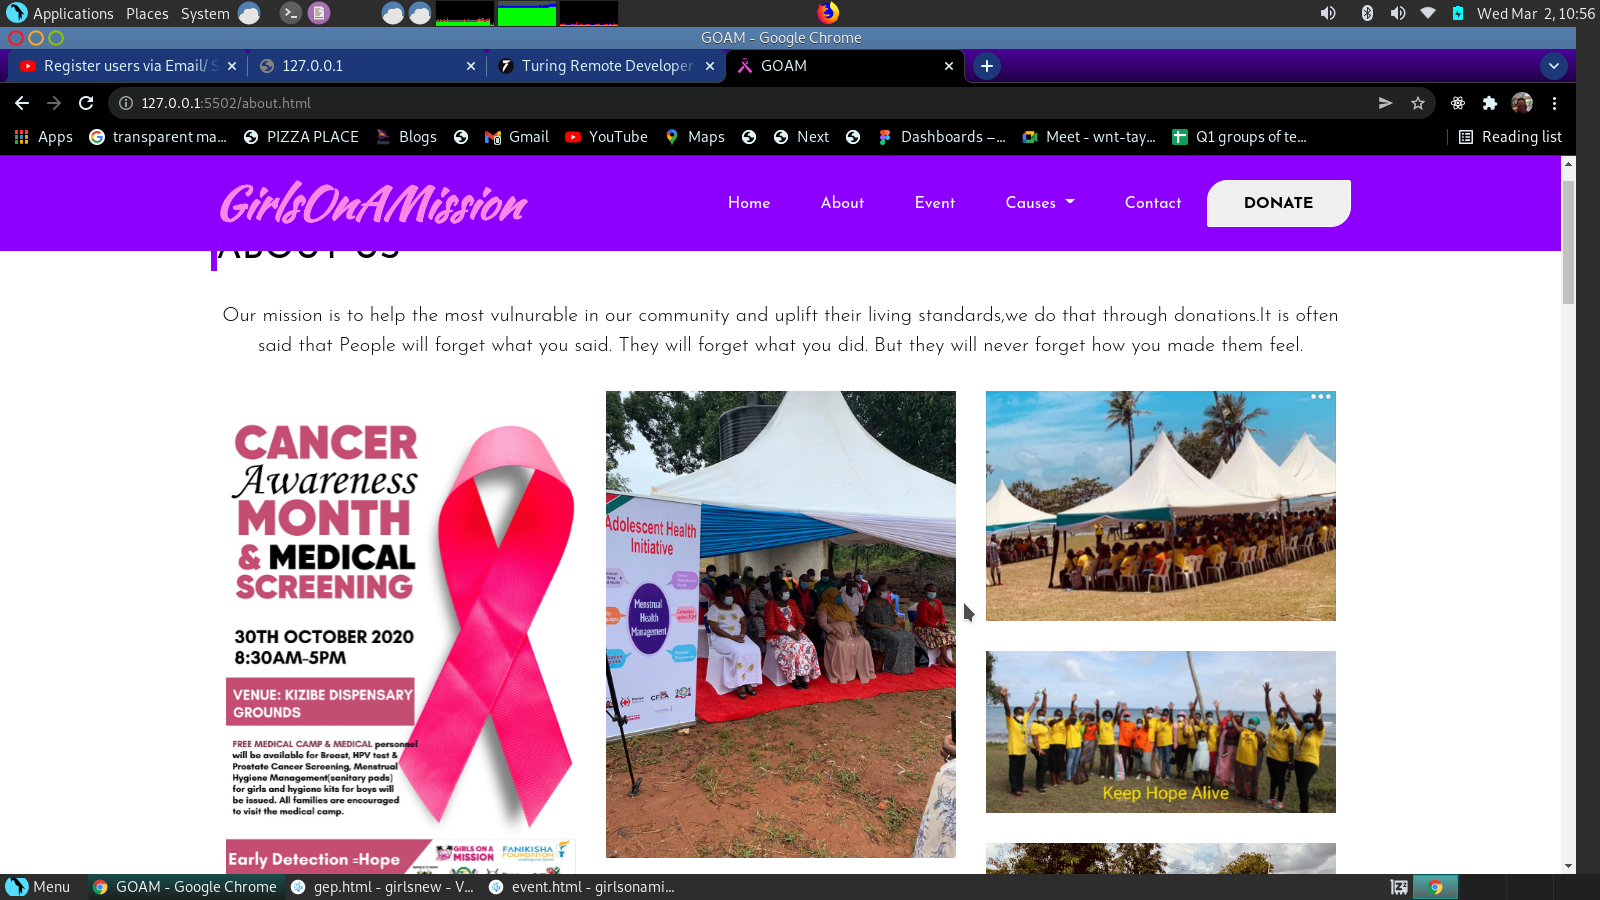 Applications Places System
Wed Mar 2, 10:56
GOAM - Google Chrome
Register users via Email/ S
127.0.0.1
Turing Remote Developer
GOAM
127.0.0.1:5502/about.html
Apps
transparent ma...
PIZZA PLACE
Blogs
Gmail
YouTube
Maps
Next
Dashboards –...
Meet - wnt-tay...
Q1 groups of te...
Reading list
GirlsOnAMission
Home
About
Event
Causes
Contact
DONATE
ABOUT US
Our mission is to help the most vulnurable in our community and uplift their living standards,we do that through donations.It is often
said that People will forget what you said. They will forget what you did. But they will never forget how you made them feel.
CANCER
Awareness
MONTH
& MEDICAL
SCREENING
30TH OCTOBER 2020
8:30AM-5PM
VENUE: KIZIBE DISPENSARY
GROUNDS
FREE MEDICAL CAMP & MEDICAL personnel
will be available for Breast, HPV test &
Prostate Cancer Screening, Menstrual
Hygiene Management(sanitary pads)
for girls and hygiene kits for boys will
be issued. All families are encouraged
to visit the medical camp.
Early Detection =Hope
GIRLS ON A
MISSION
FANIKISHA
FOUNDATION
Adolescent Health
Initiative
Menstrual
Health
Management
Keep Hope Alive
Menu
GOAM - Google Chrome
gep.html - girlsnew - V...
event.html - girlsonami...